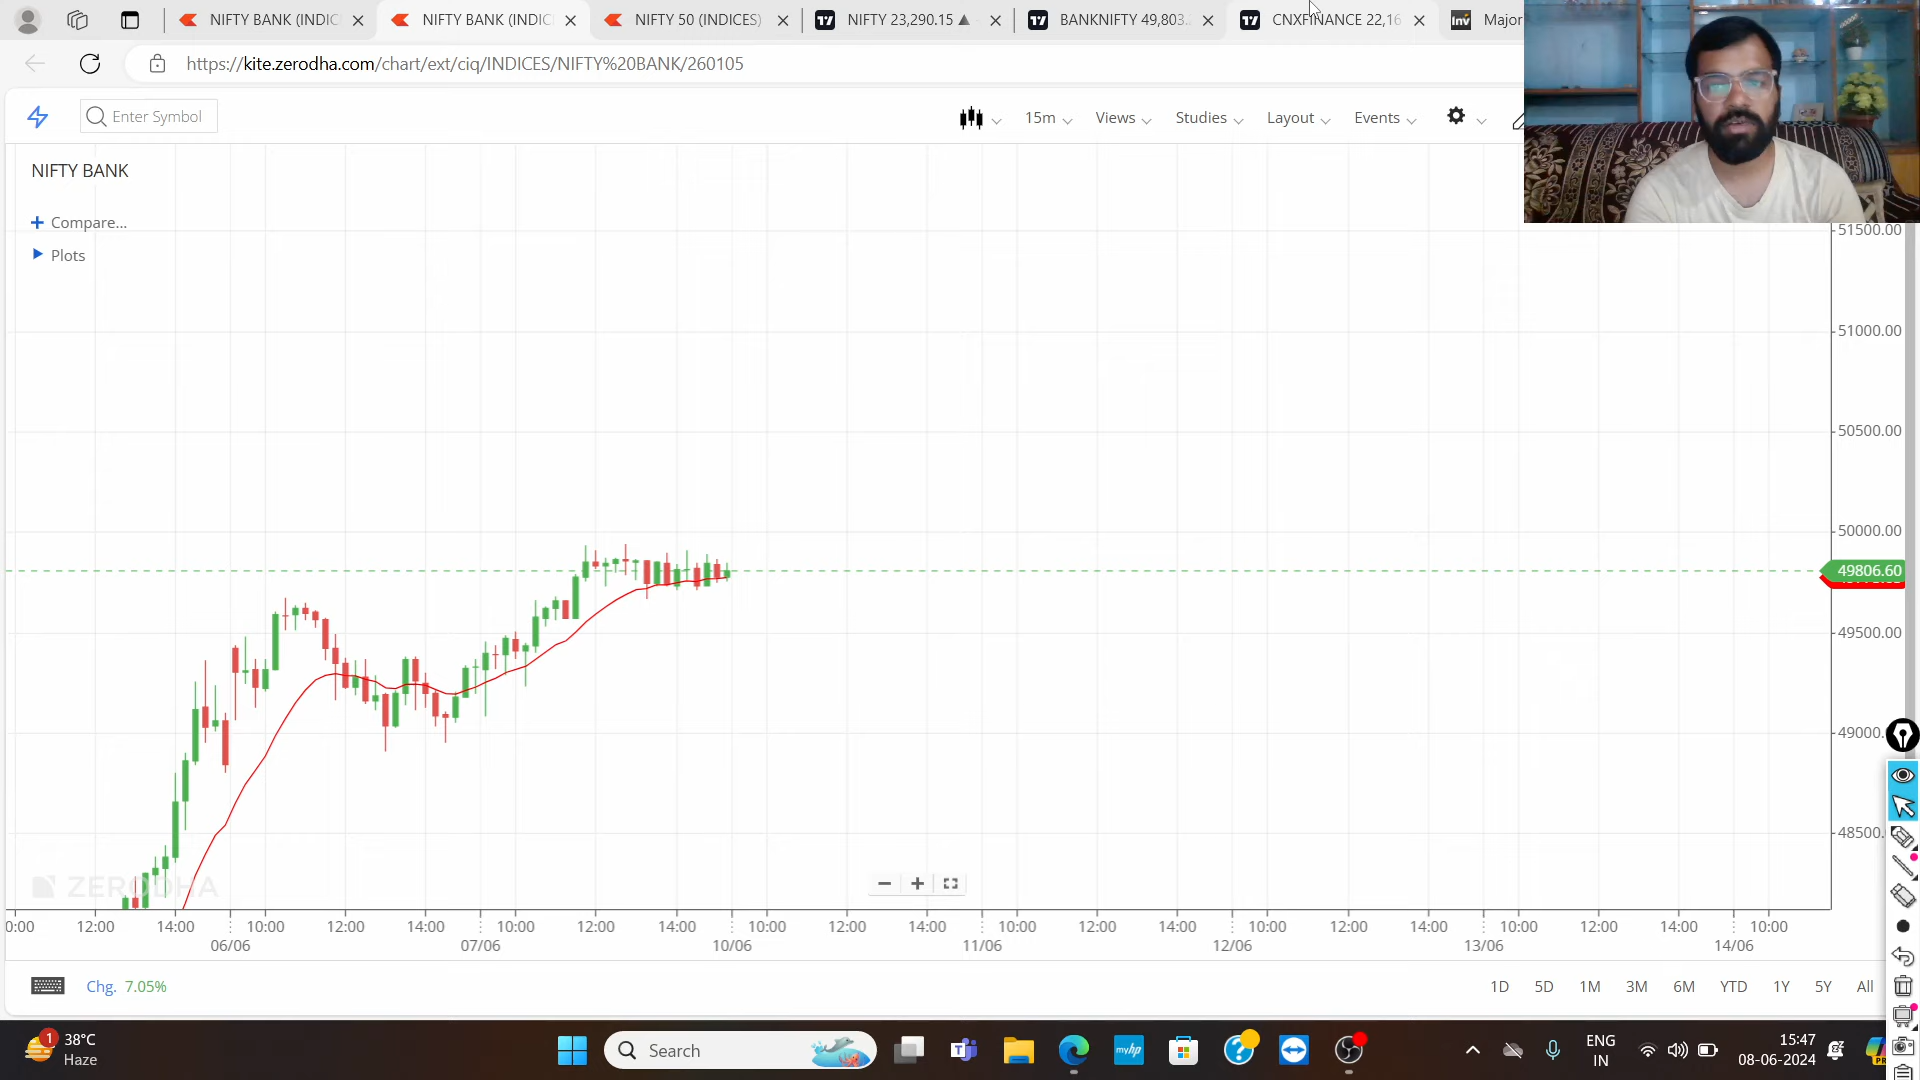 NIFTY BANK (INDIC
NIFTY BANK (INDIC
NIFTY 50 (INDICES)
NIFTY 23,290.15 ▲
BANKNIFTY 49,803.
CNXFINANCE 22,16
Inv Major
https://kite.zerodha.com/chart/ext/ciq/INDICES/NIFTY%20BANK/260105
Enter Symbol
15m Views Studies Layout Events
NIFTY BANK
+ Compare...
Plots
51500.00
51000.00
50500.00
50000.00
49806.60
49500.00
49000.
48500.
ZERODHA
0:00 12:00 14:00 10:00 12:00 14:00 10:00 12:00 14:00 10:00 12:00 14:00 10:00 12:00 14:00 10:00 12:00 14:00 10:00 12:00 14:00 10:00
06/06 07/06 10/06 11/06 12/06 13/06 14/06
Chg. 7.05%
1D 5D 1M 3M 6M YTD 1Y 5Y All
1
38°C
Haze
Search
myhp
ENG
IN
15:47
08-06-2024